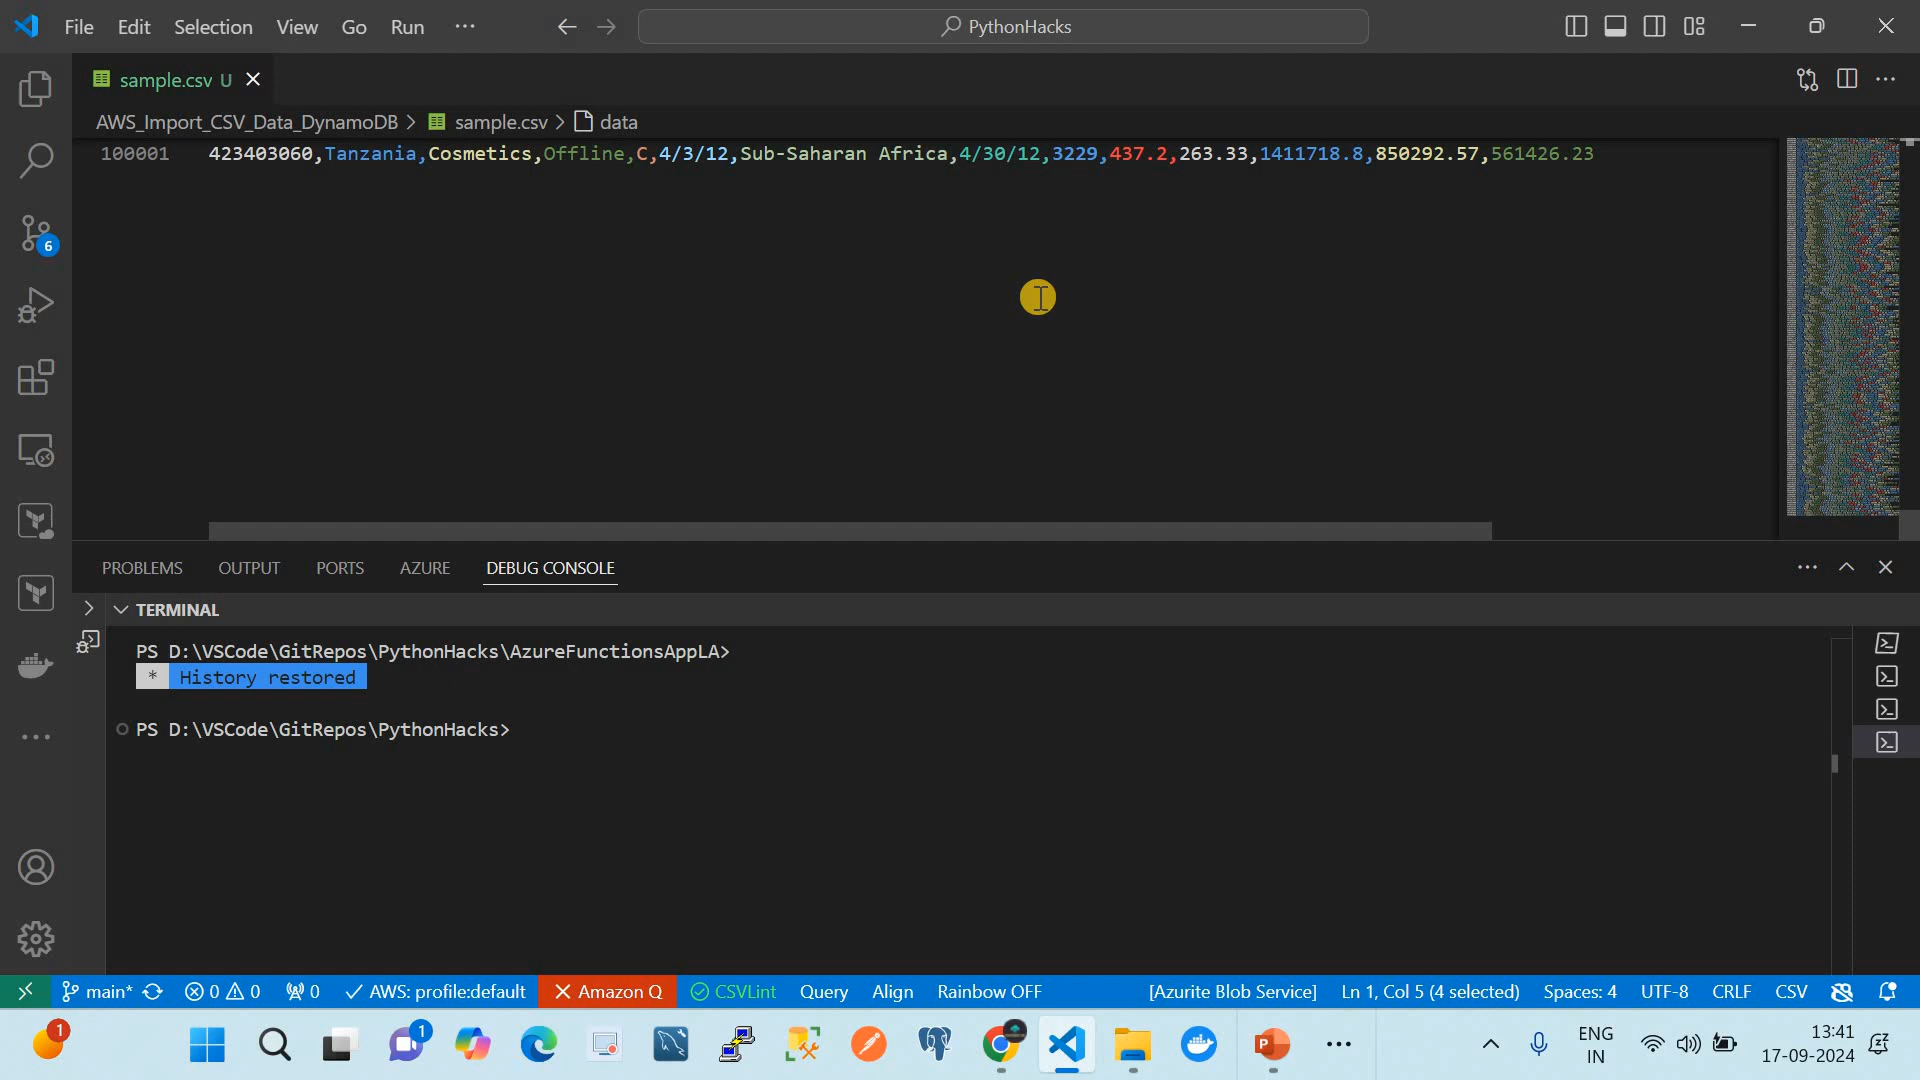 File Edit Selection View Go Run ··· PythonHacks
sample.csv U
AWS_Import_CSV_Data_DynamoDB > sample.csv > data
100001 423403060,Tanzania,Cosmetics,Offline,C,4/3/12,Sub-Saharan Africa,4/30/12,3229,437.2,263.33,1411718.8,850292.57,561426.23
6
PROBLEMS OUTPUT PORTS AZURE DEBUG CONSOLE
TERMINAL
PS D:\VSCode\GitRepos\PythonHacks\AzureFunctionsAppLA>
* History restored
PS D:\VSCode\GitRepos\PythonHacks>
main* 0 0 0 AWS: profile:default Amazon Q CSVLint Query Align Rainbow OFF [Azurite Blob Service] Ln 1, Col 5 (4 selected) Spaces: 4 UTF-8 CRLF CSV
1 1 ENG 13:41
IN 17-09-2024